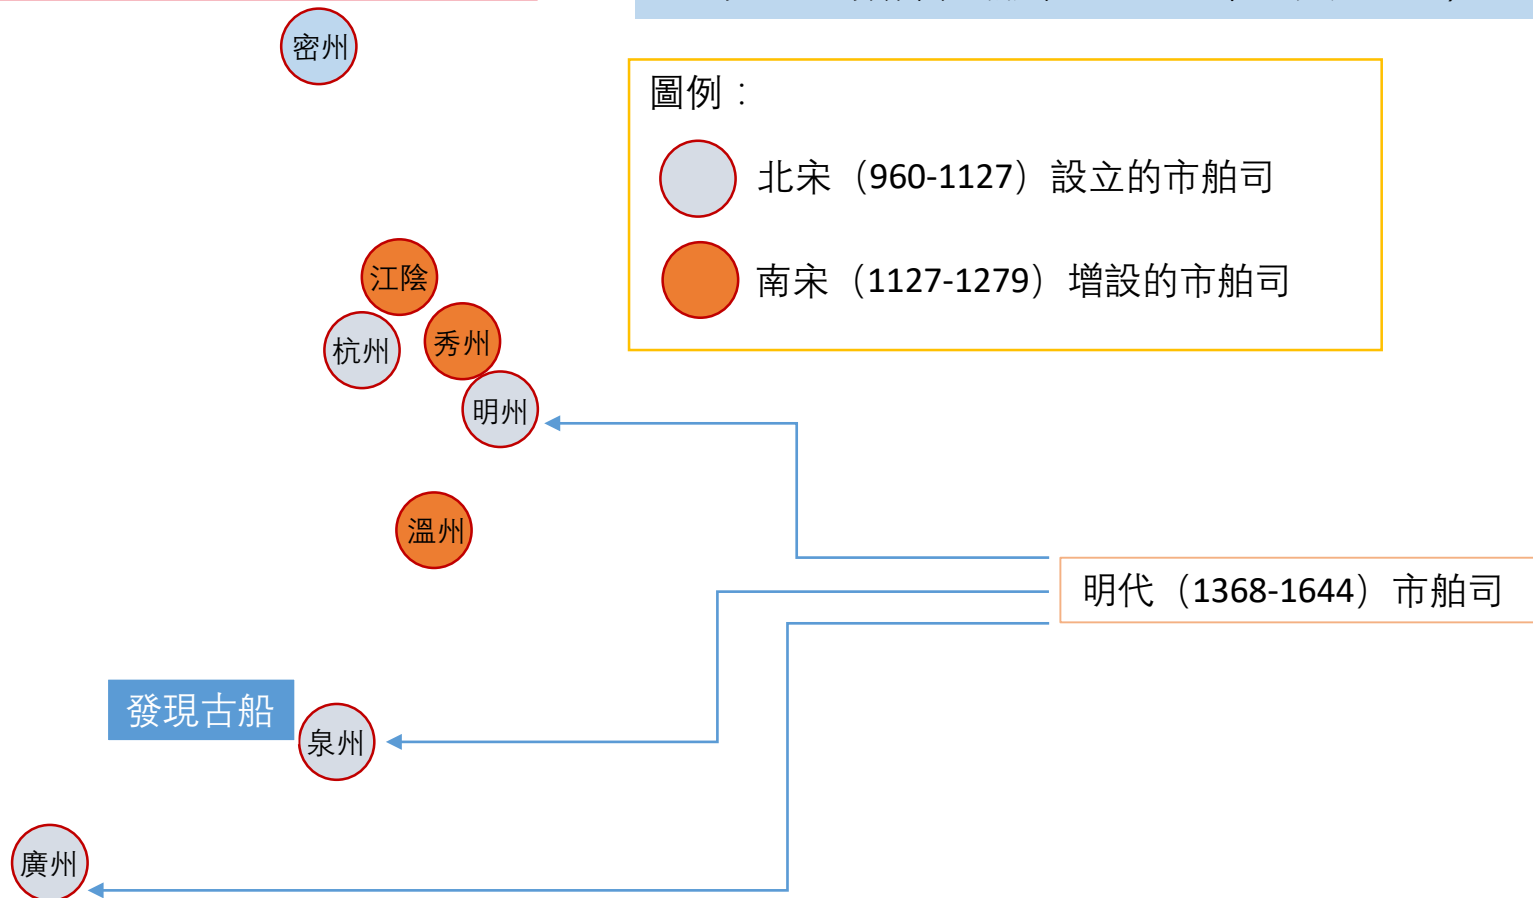 密州
圖例：
北宋（960-1127）設立的市舶司
南宋（1127-1279）增設的市舶司
江陰
杭州
秀州
明州
溫州
明代（1368-1644）市舶司
發現古船
泉州
廣州